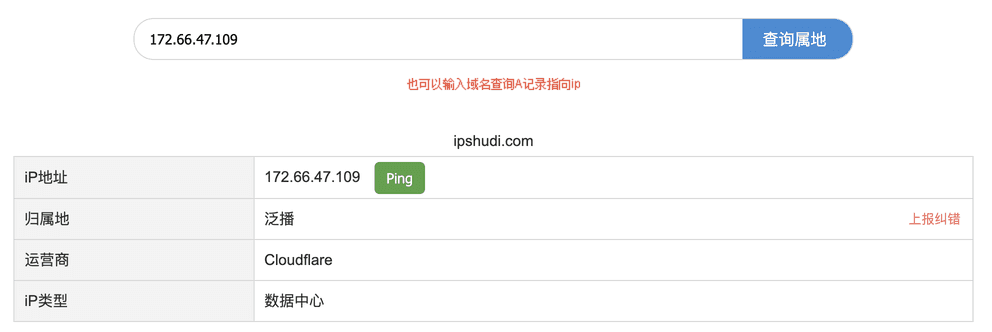 172.66.47.109 查询属地
也可以输入域名查询A记录指向ip
ipshudi.com
iP地址 172.66.47.109 Ping
归属地 泛播 上报纠错
运营商 Cloudflare
iP类型 数据中心